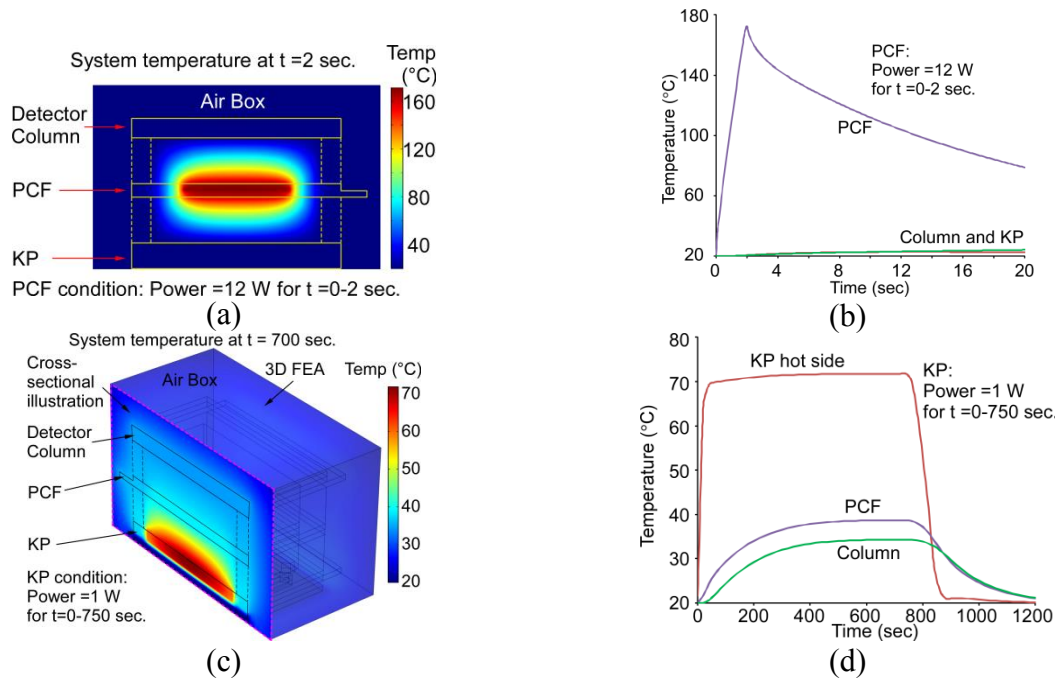 System temperature at t =2 sec.
Temp
(°C)
Air Box
Detector
Column
PCF
KP
160
120
80
40
PCF condition: Power =12 W for t =0-2 sec.
(a)
Temperature (°C)
180
140
100
60
20
PCF:
Power =12 W
for t =0-2 sec.
PCF
Column and KP
0
4
8
12
16
20
Time (sec)
(b)
System temperature at t = 700 sec.
Cross-
sectional
illustration
Air Box
3D FEA
Temp (°C)
Detector
Column
PCF
KP
KP condition:
Power =1 W
for t=0-750 sec.
70
60
50
40
30
20
(c)
Temperature (°C)
80
70
60
50
40
30
20
KP hot side
KP:
Power =1 W
for t =0-750 sec.
PCF
Column
0
200
400
600
800
1000
1200
Time (sec)
(d)